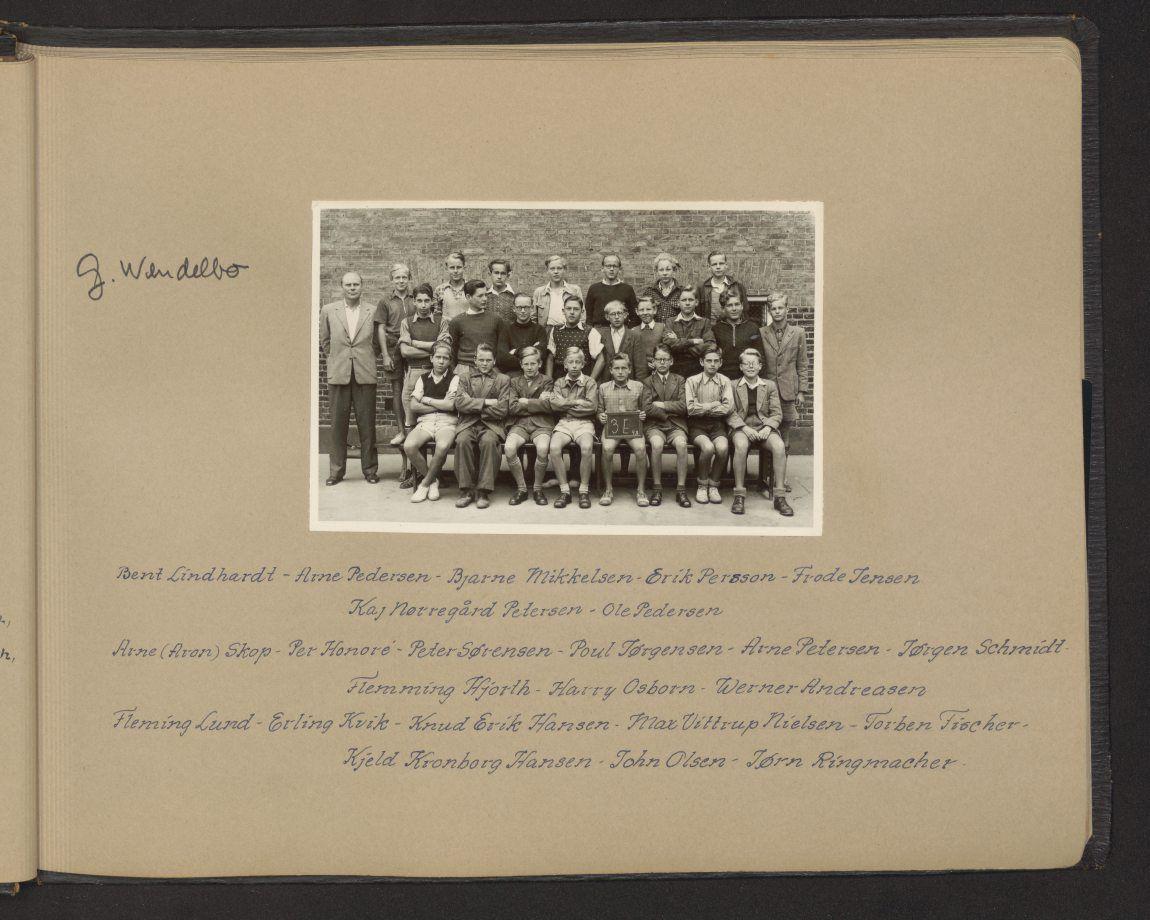 G. Wendelbo
3E
Bent Lindhardt - Arne Pedersen - Bjarne Mikkelsen - Erik Persson - Frode Jensen
Kaj Nørregård Petersen - Ole Pedersen
Arne (Aron) Skop - Per Honoré - Peter Sørensen - Poul Jørgensen - Arne Petersen - Jørgen Schmidt -
Flemming Hjorth - Harry Osborn - Werner Andreasen
Fleming Lund - Erling Kvik - Knud Erik Hansen - Max Vittrup Nielsen - Torben Fischer -
Kjeld Kronborg Hansen - John Olsen - Jørn Ringmacher -